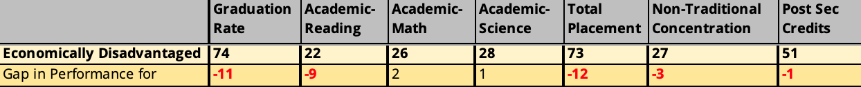 Graduation Rate Academic-Reading Academic-Math Academic-Science Total Placement Non-Traditional Concentration Post Sec Credits
Economically Disadvantaged 74 22 26 28 73 27 51
Gap in Performance for -11 -9 2 1 -12 -3 -1